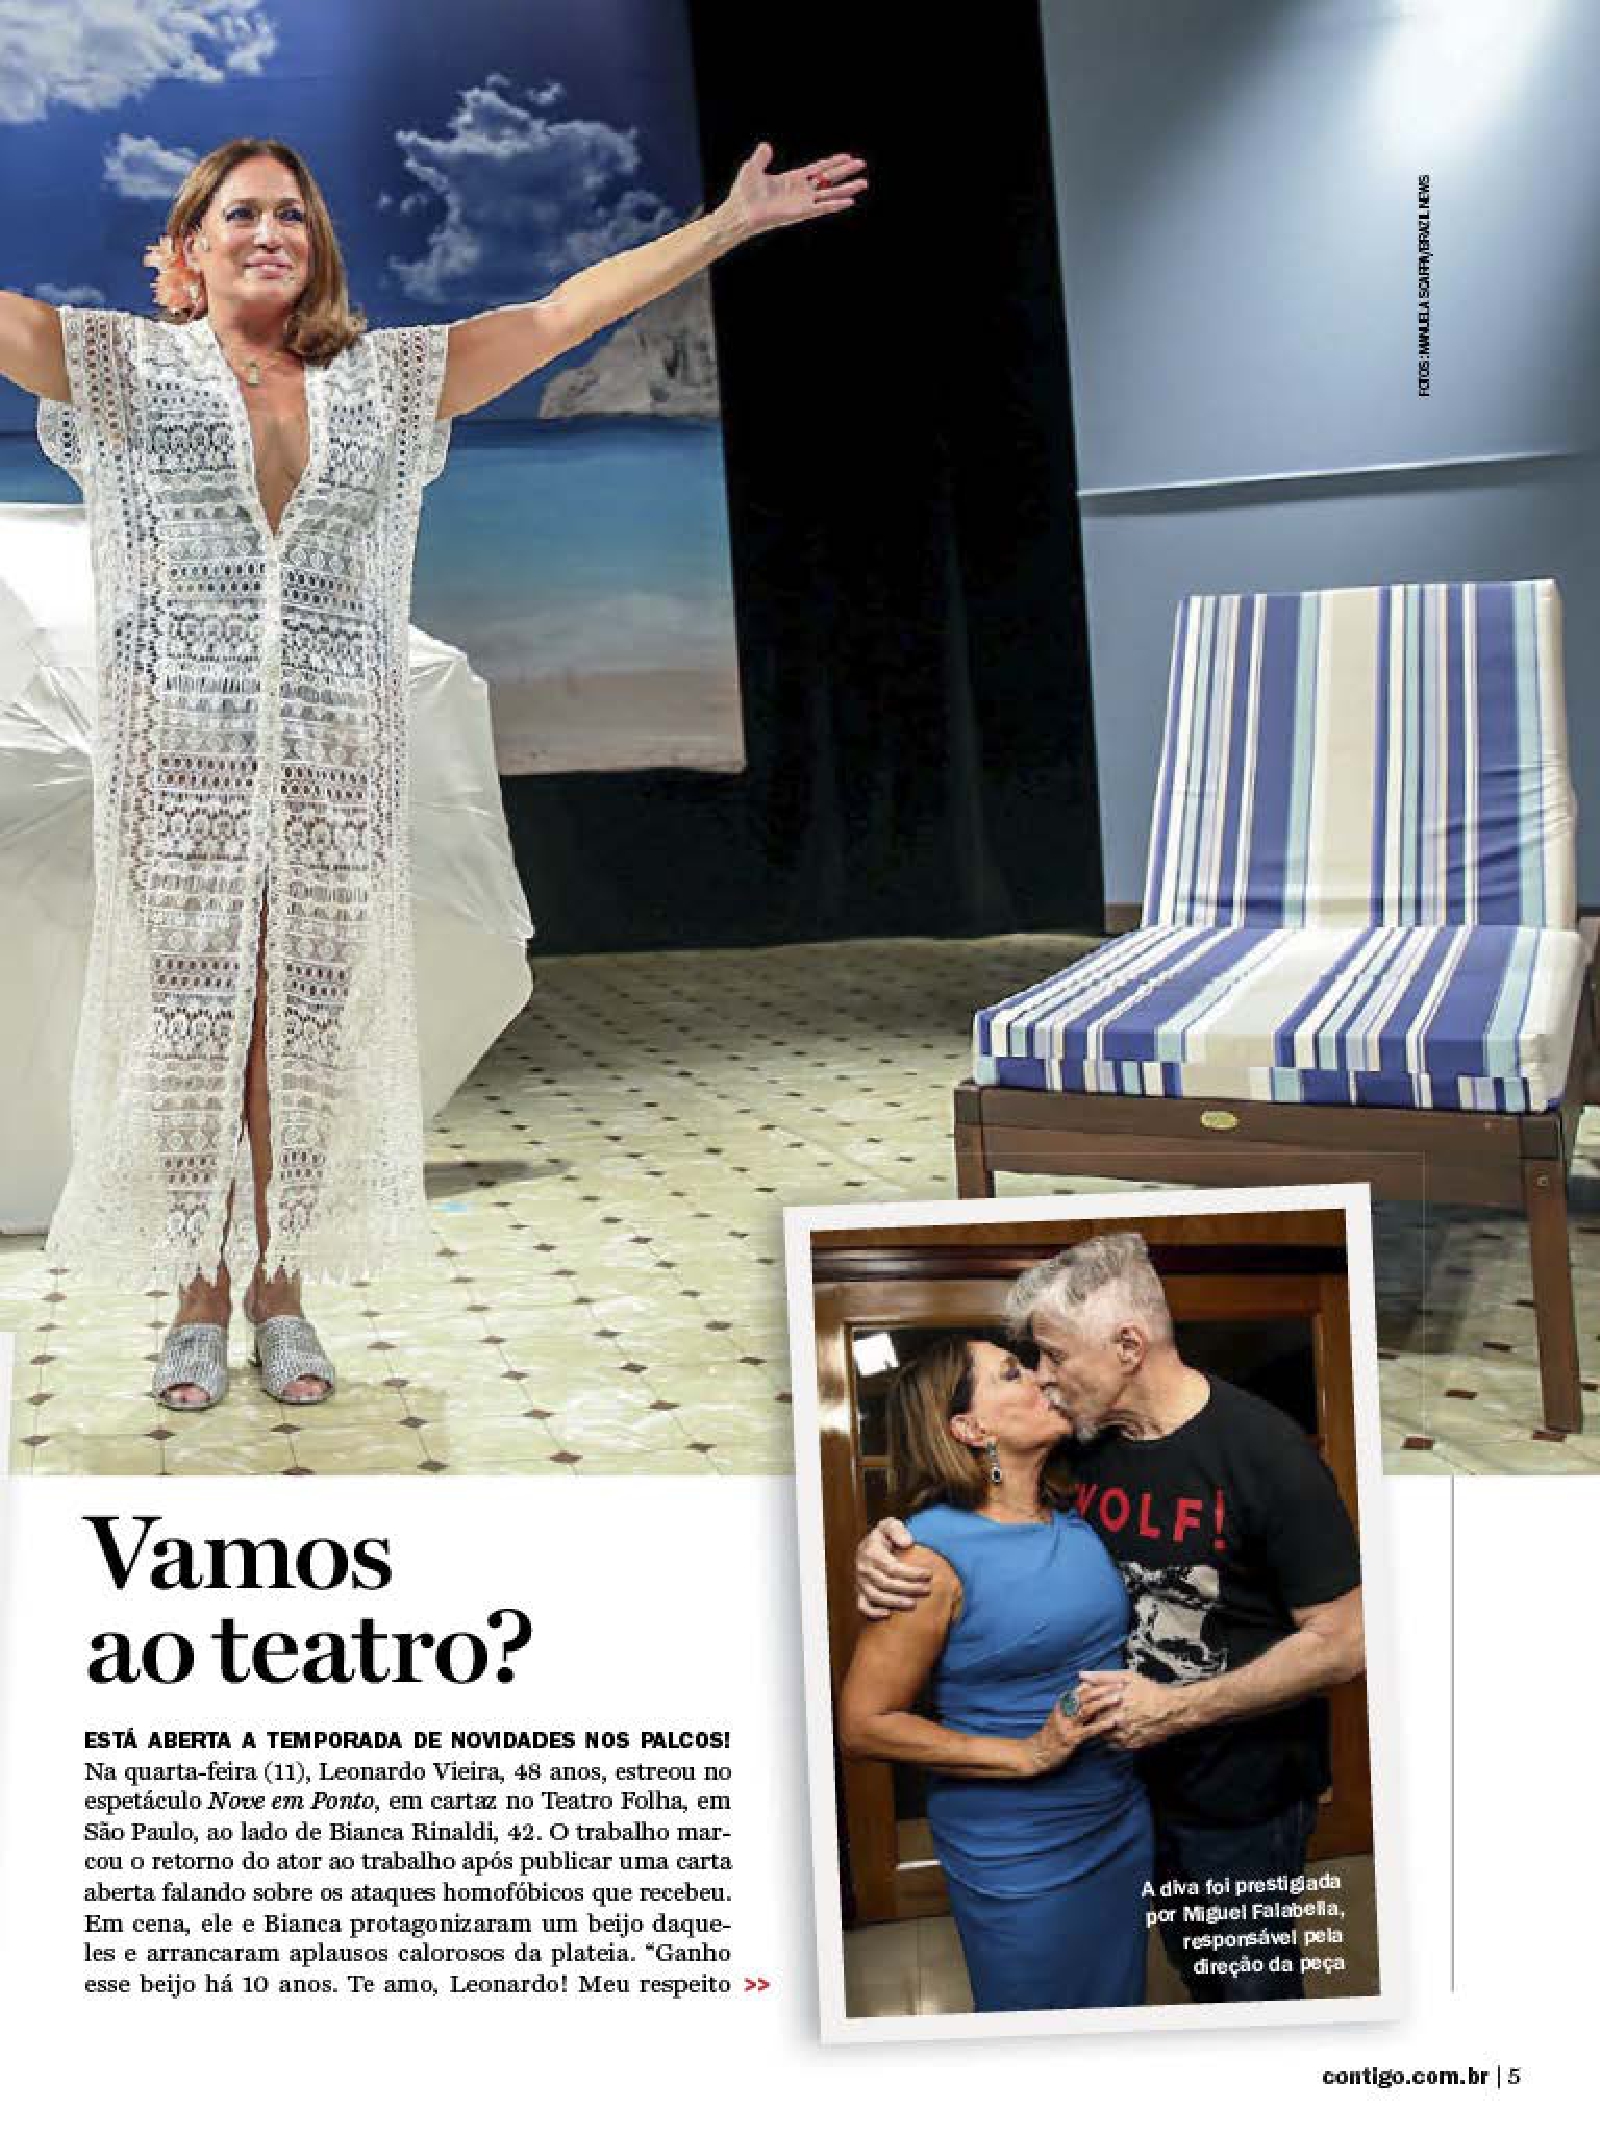 FOTOS: MANUELA SCARPA/BRAZIL NEWS
Vamos
ao teatro?
ESTÁ ABERTA A TEMPORADA DE NOVIDADES NOS PALCOS!
Na quarta-feira (11), Leonardo Vieira, 48 anos, estreou no
espetáculo Nove em Ponto, em cartaz no Teatro Folha, em
São Paulo, ao lado de Bianca Rinaldi, 42. O trabalho mar-
cou o retorno do ator ao trabalho após publicar uma carta
aberta falando sobre os ataques homofóbicos que recebeu.
Em cena, ele e Bianca protagonizaram um beijo daque-
les e arrancaram aplausos calorosos da plateia. “Ganho
esse beijo há 10 anos. Te amo, Leonardo! Meu respeito >>
WOLF!
A diva foi prestigiada
por Miguel Falabella,
responsável pela
direção da peça
contigo.com.br | 5